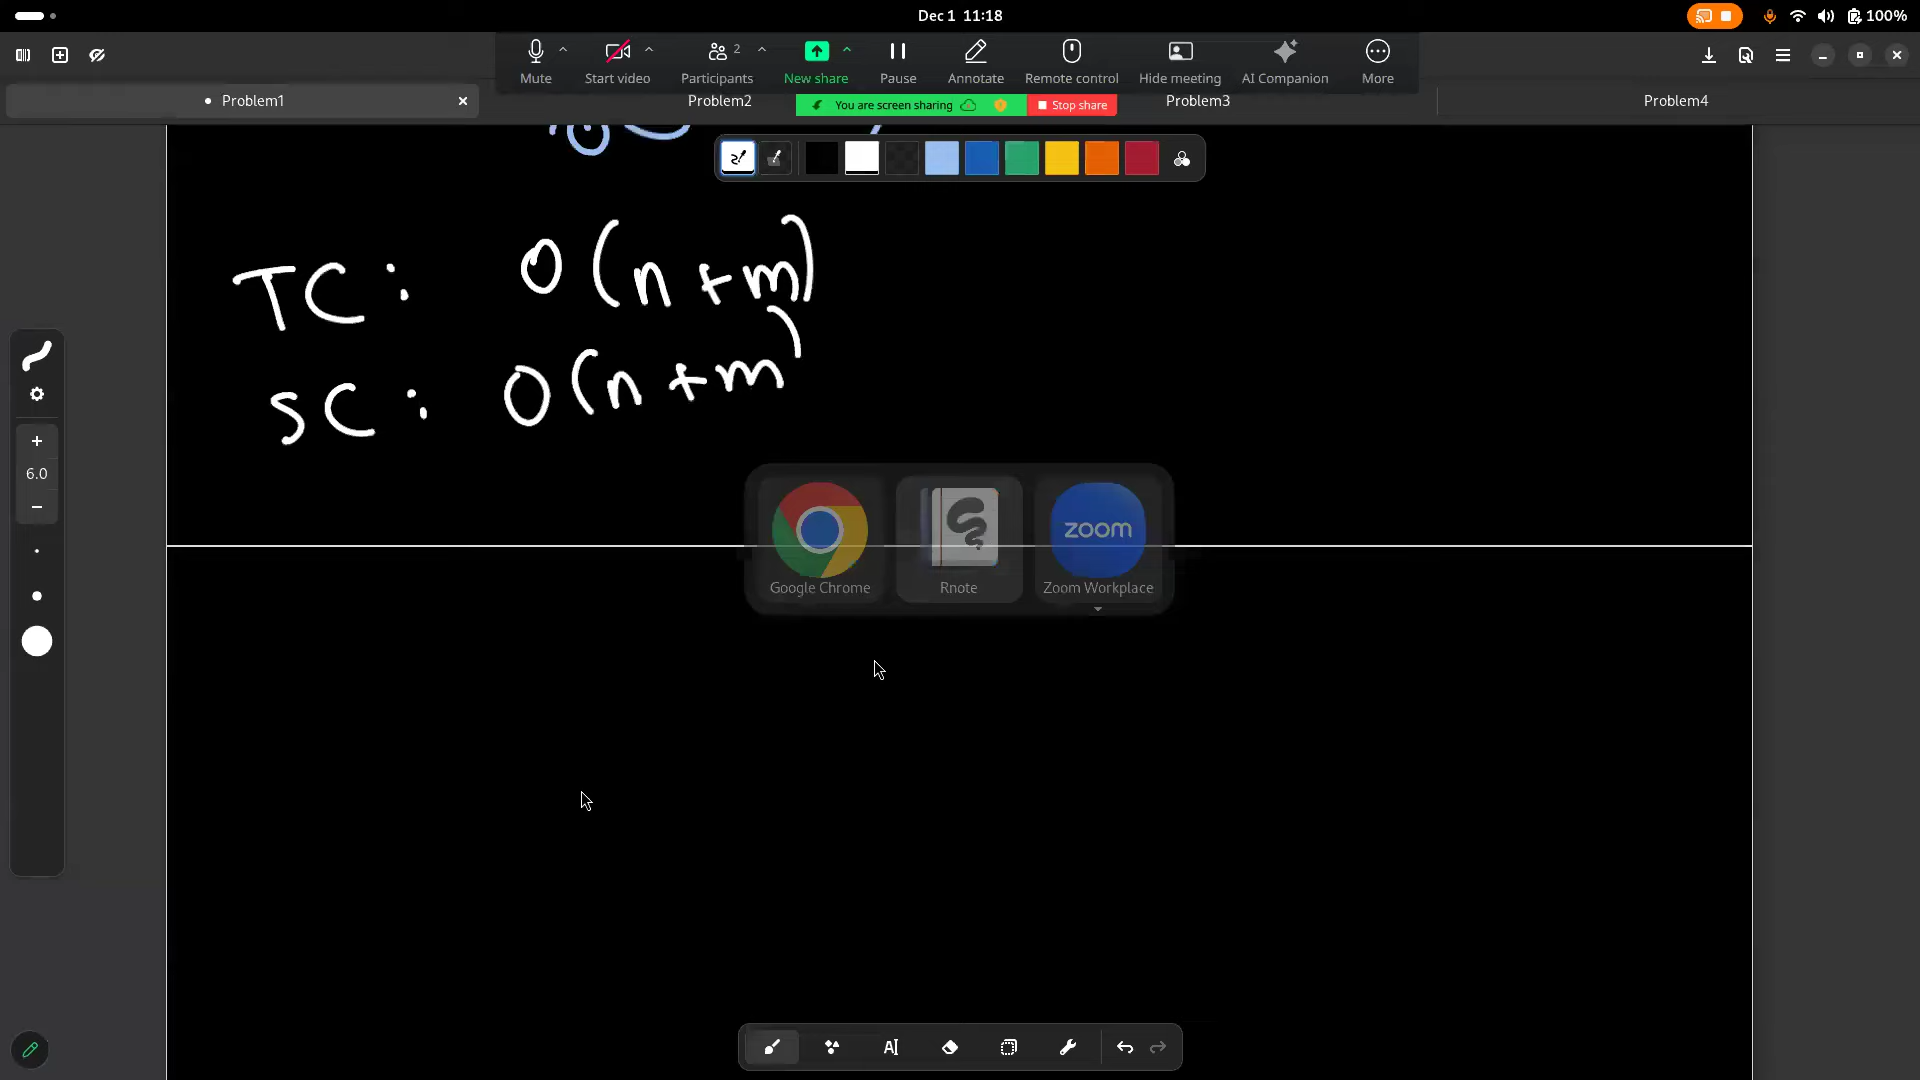 Dec 1 11:18
100%
Mute
Start video
Participants
2
New share
Pause
Annotate
Remote control
Hide meeting
AI Companion
More
Problem1
Problem2
You are screen sharing
Stop share
Problem3
Problem4
TC : O(n+m)
SC : O(n+m)
6.0
Google Chrome
Rnote
zoom
Zoom Workplace